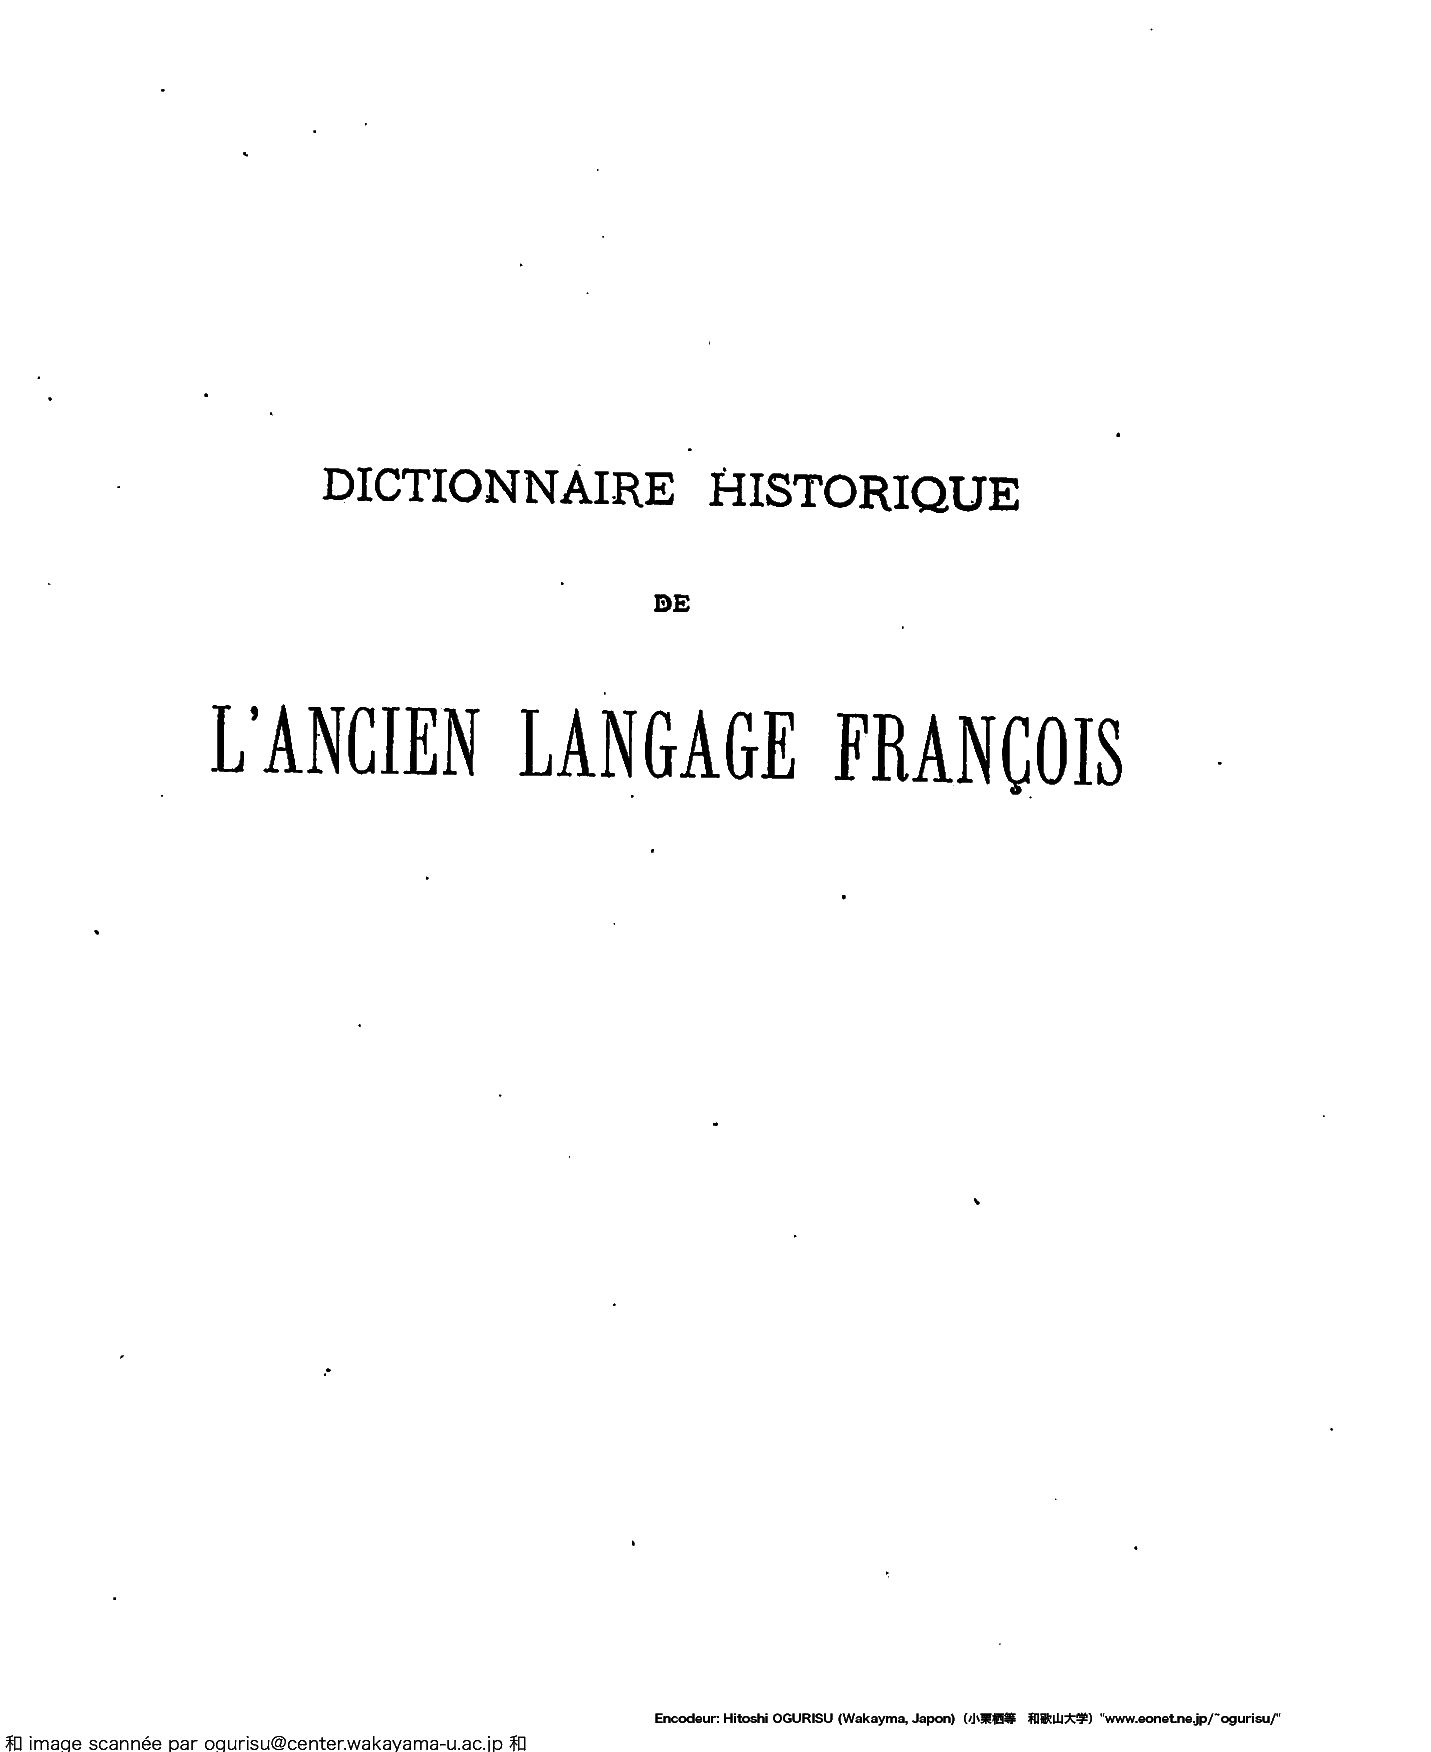 DICTIONNAIRE HISTORIQUE
DE
L'ANCIEN LANGAGE FRANÇOIS
Encodeur: Hitoshi OGURISU (Wakayma, Japon) (小栗栖等 和歌山大学) "www.eonet.ne.jp/~ogurisu/"
和 image scannée par ogurisu@center.wakayama-u.ac.jp 和